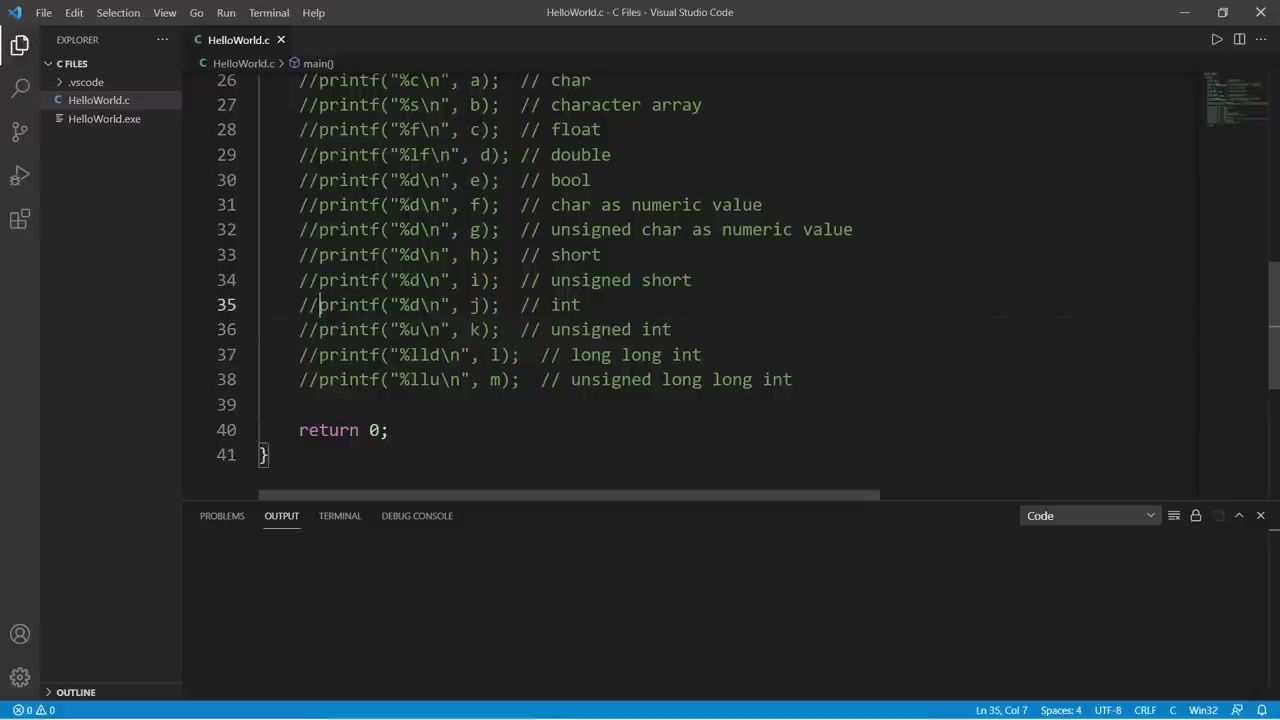 File Edit Selection View Go Run Terminal Help HelloWorld.c - C Files - Visual Studio Code
EXPLORER ... C HelloWorld.c ×
C FILES
.vscode
C HelloWorld.c
HelloWorld.exe
C HelloWorld.c > main()
26 //printf("%c\n", a);  // char
27 //printf("%s\n", b);  // character array
28 //printf("%f\n", c);  // float
29 //printf("%lf\n", d); // double
30 //printf("%d\n", e);  // bool
31 //printf("%d\n", f);  // char as numeric value
32 //printf("%d\n", g);  // unsigned char as numeric value
33 //printf("%d\n", h);  // short
34 //printf("%d\n", i);  // unsigned short
35 //printf("%d\n", j);  // int
36 //printf("%u\n", k);  // unsigned int
37 //printf("%lld\n", l);  // long long int
38 //printf("%llu\n", m);  // unsigned long long int
39
40 return 0;
41 }
PROBLEMS OUTPUT TERMINAL DEBUG CONSOLE Code
OUTLINE
0 0 Ln 35, Col 7 Spaces: 4 UTF-8 CRLF C Win32